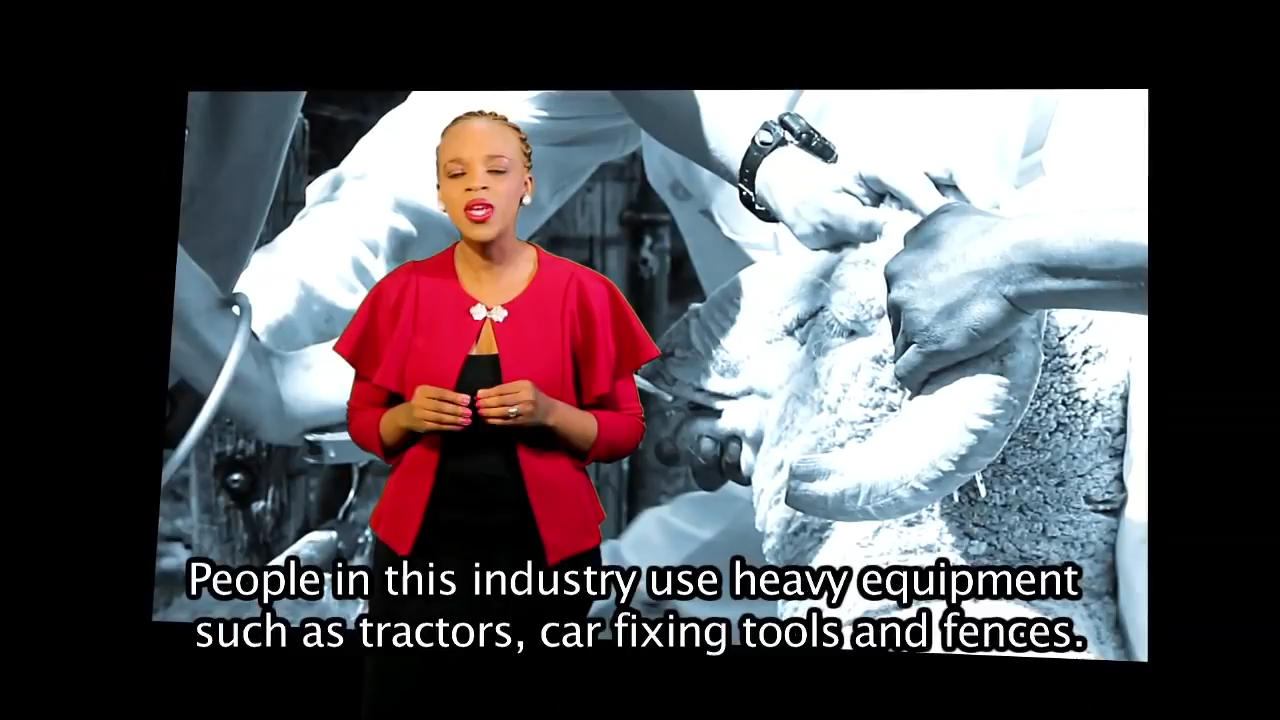 People in this industry use heavy equipment
such as tractors, car fixing tools and fences.